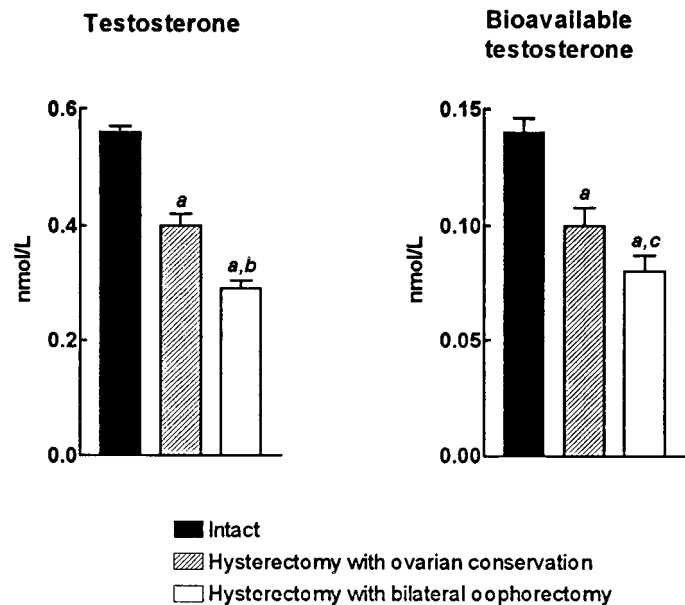 Testosterone
Bioavailable
testosterone
nmol/L
0.6
0.4
0.2
0.0
a
a,b
nmol/L
0.15
0.10
0.05
0.00
a
a,c
Intact
Hysterectomy with ovarian conservation
Hysterectomy with bilateral oophorectomy